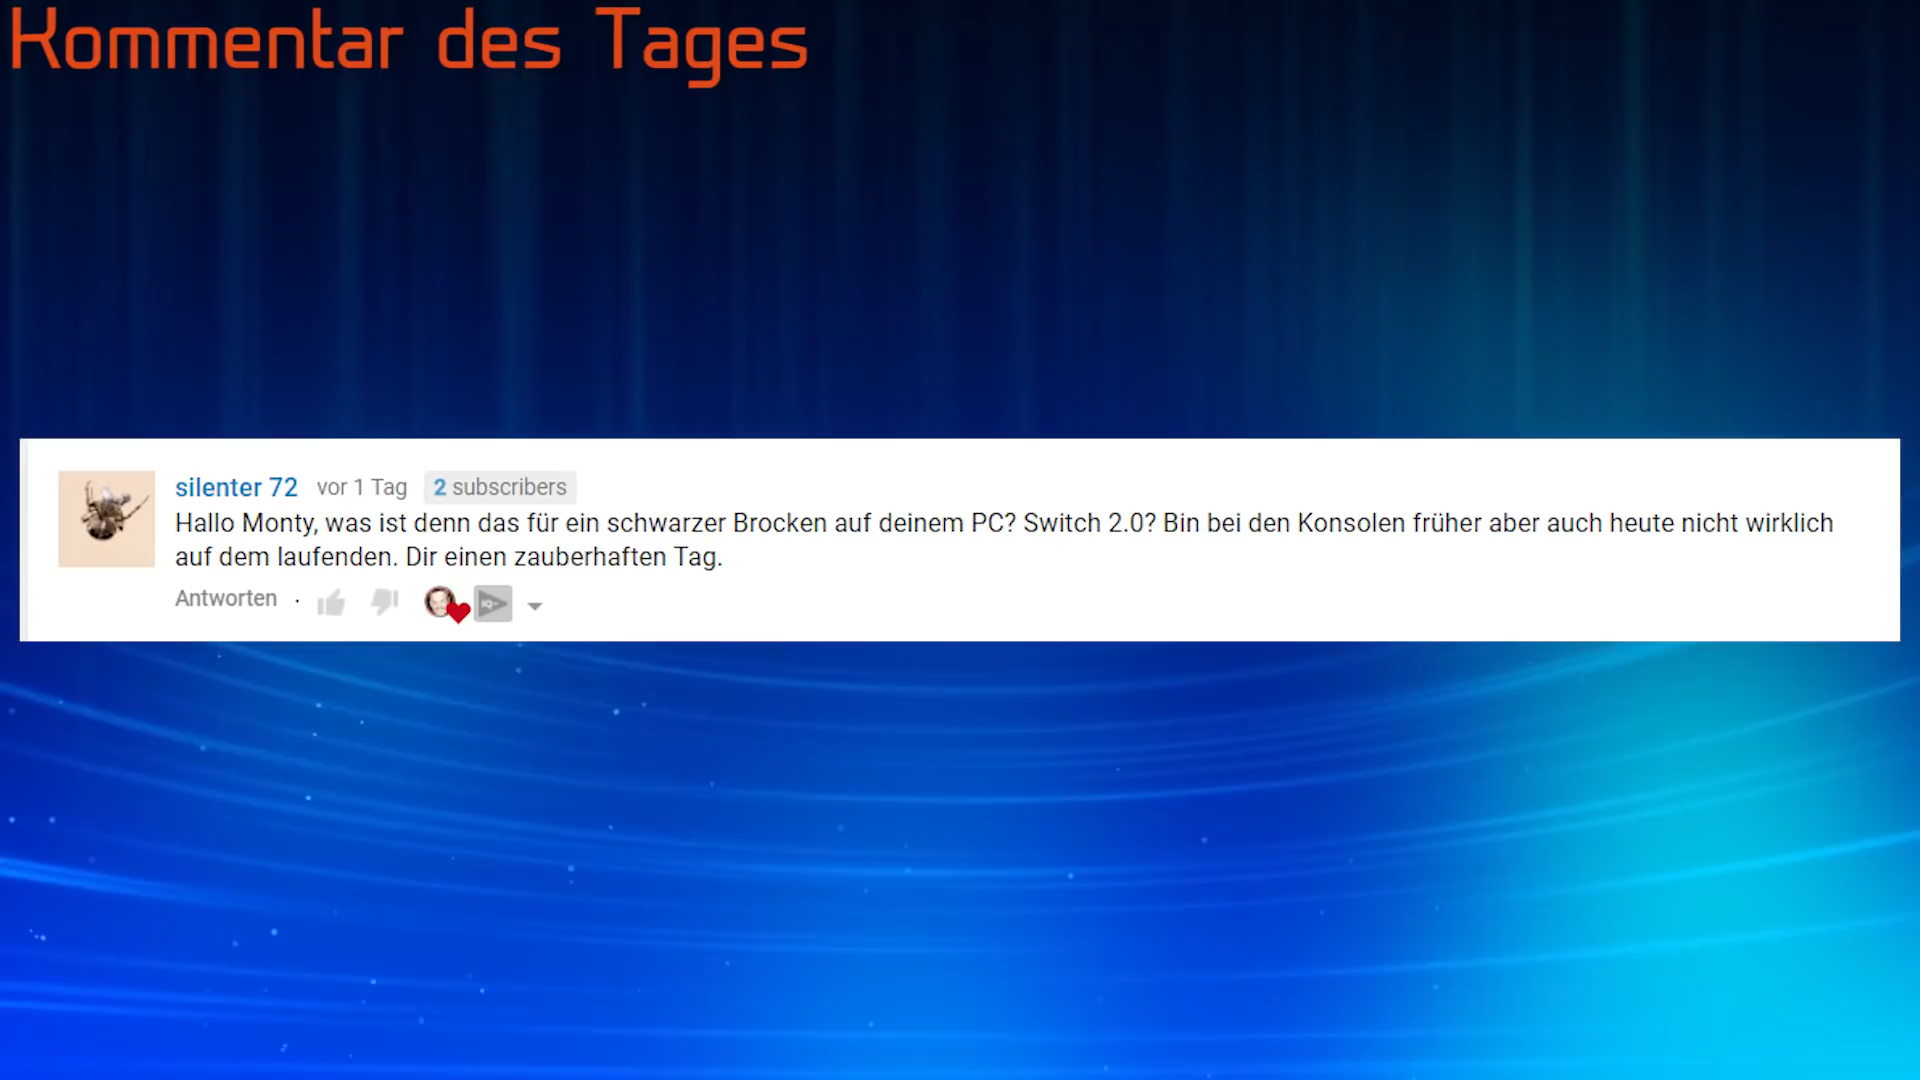 Kommentar des Tages
silenter 72 vor 1 Tag 2 subscribers
Hallo Monty, was ist denn das für ein schwarzer Brocken auf deinem PC? Switch 2.0? Bin bei den Konsolen früher aber auch heute nicht wirklich
auf dem laufenden. Dir einen zauberhaften Tag.
Antworten ·